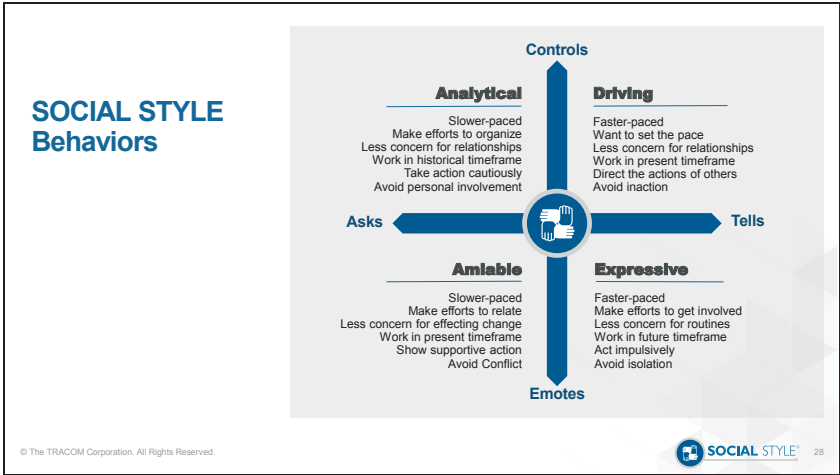 SOCIAL STYLE
Behaviors
Controls
Analytical
Slower-paced
Make efforts to organize
Less concern for relationships
Work in historical timeframe
Take action cautiously
Avoid personal involvement
Driving
Faster-paced
Want to set the pace
Less concern for relationships
Work in present timeframe
Direct the actions of others
Avoid inaction
Asks
Tells
Amiable
Slower-paced
Make efforts to relate
Less concern for effecting change
Work in present timeframe
Show supportive action
Avoid Conflict
Expressive
Faster-paced
Make efforts to get involved
Less concern for routines
Work in future timeframe
Act impulsively
Avoid isolation
Emotes
© The TRACOM Corporation. All Rights Reserved.
SOCIAL STYLE®
28